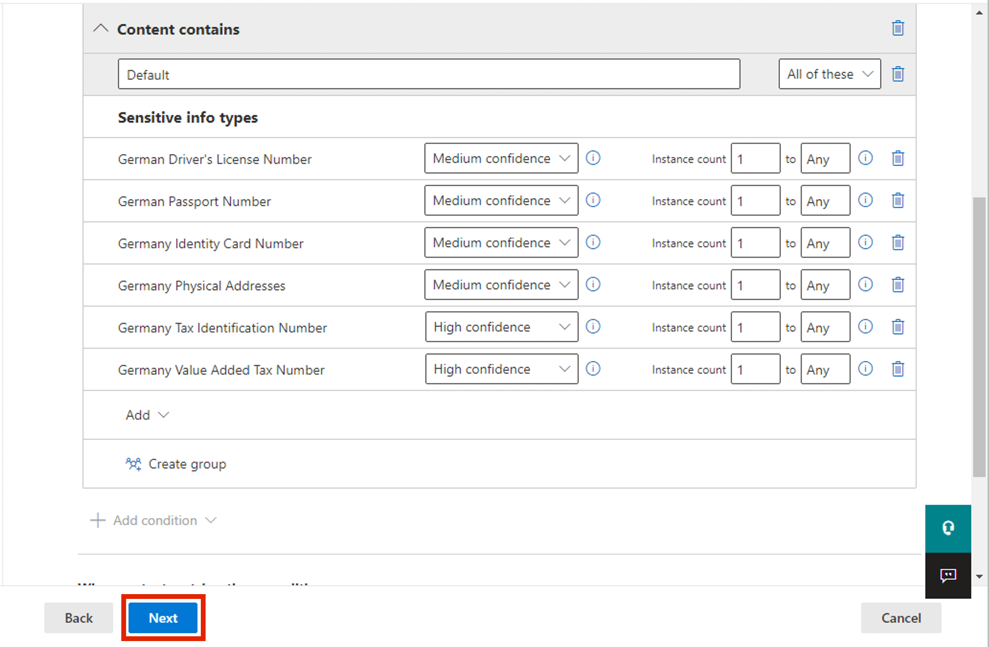 Content contains
Default All of these
Sensitive info types
German Driver's License Number Medium confidence Instance count 1 to Any
German Passport Number Medium confidence Instance count 1 to Any
Germany Identity Card Number Medium confidence Instance count 1 to Any
Germany Physical Addresses Medium confidence Instance count 1 to Any
Germany Tax Identification Number High confidence Instance count 1 to Any
Germany Value Added Tax Number High confidence Instance count 1 to Any
Add
Create group
Add condition
Back Next Cancel